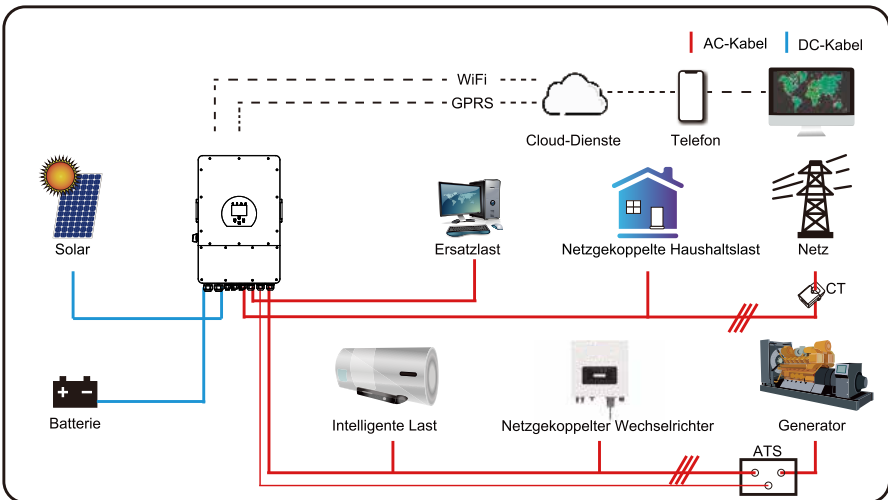 AC-Kabel DC-Kabel
WiFi
GPRS
Cloud-Dienste Telefon
Solar Ersatzlast Netzgekoppelte Haushaltslast Netz
CT
Batterie Intelligente Last Netzgekoppelter Wechselrichter Generator
ATS